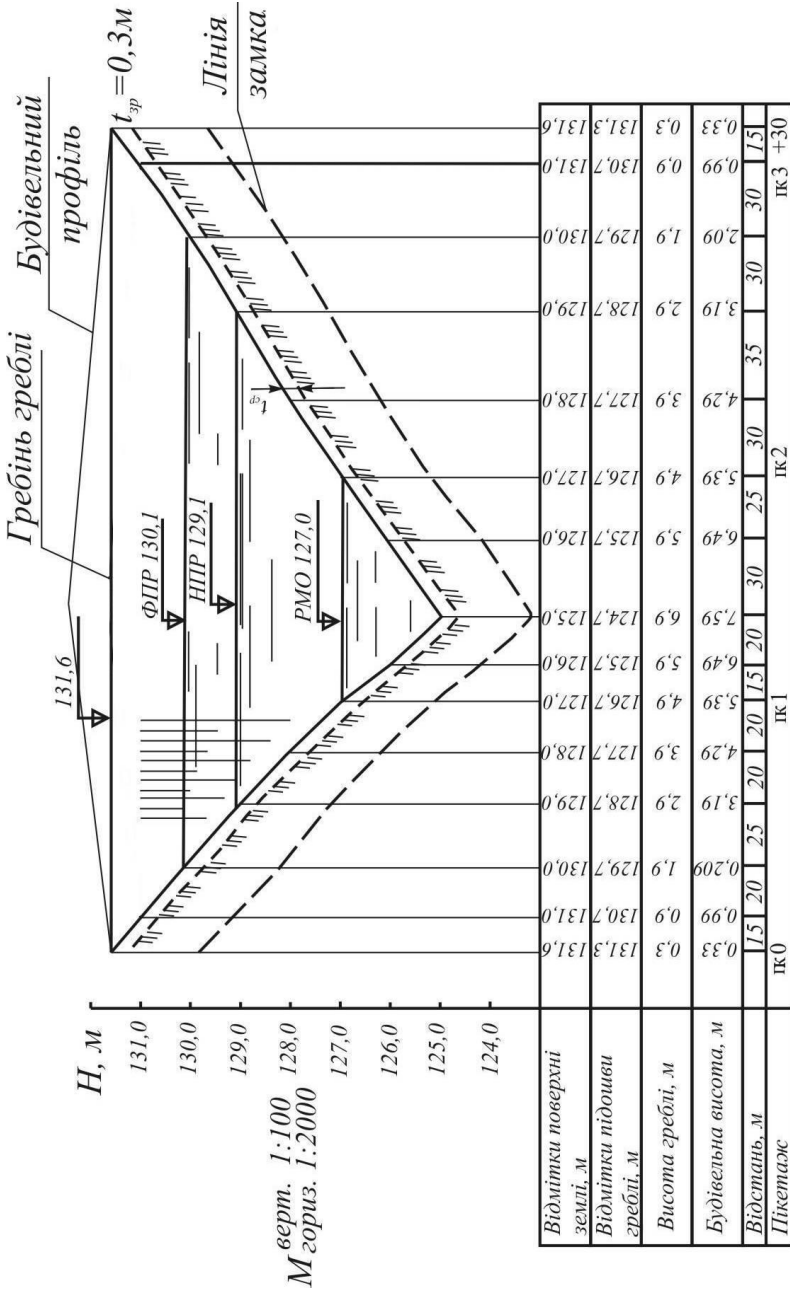 Будівельний
профіль
Гребінь греблі
t зр =0,3м
Лінія
замка
131,6
ФПР 130,1
НПР 129,1
РМО 127,0
t ср
Н, м
131,0
130,0
129,0
128,0
127,0
126,0
125,0
124,0
М верт. 1:100
гориз. 1:2000
Відмітки поверхні землі, м 131,6 131,0 130,0 129,0 128,0 127,0 126,0 125,0 126,0 127,0 128,0 129,0 130,0 131,0 131,6
Відмітки підошви греблі, м 131,3 130,7 129,7 128,7 127,7 126,7 125,7 124,7 125,7 126,7 127,7 128,7 129,7 130,7 131,3
Висота греблі, м 0,3 0,9 1,9 2,9 3,9 4,9 5,9 6,9 5,9 4,9 3,9 2,9 1,9 0,9 0,3
Будівельна висота, м 0,33 0,99 0,209 3,19 4,29 5,39 6,49 7,59 6,49 5,39 4,29 3,19 2,09 0,99 0,33
Відстань, м 15 20 25 20 20 15 20 30 25 30 35 30 30 15
Пікетаж пк0 пк1 пк2 пк3 +30